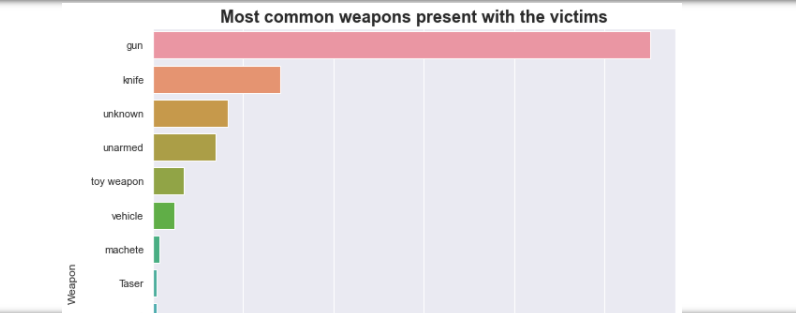 Most common weapons present with the victims
gun
knife
unknown
unarmed
toy weapon
vehicle
machete
Taser
Weapon